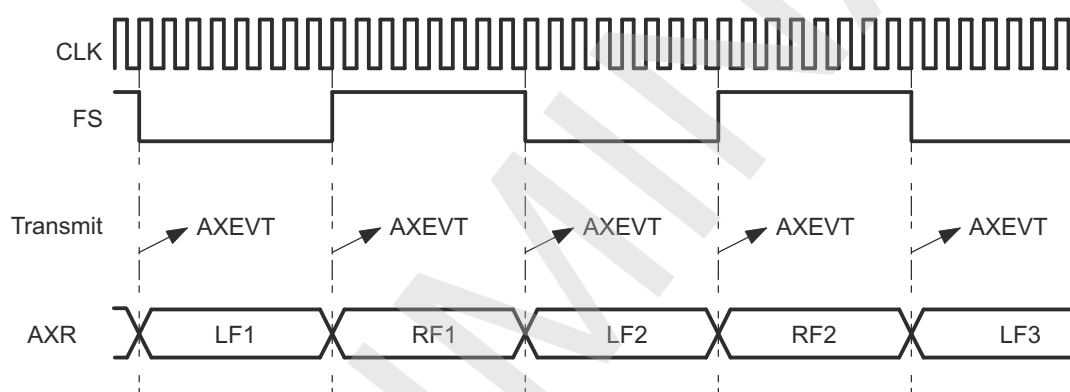 CLK
FS
Transmit AXEVT AXEVT AXEVT AXEVT AXEVT
AXR LF1 RF1 LF2 RF2 LF3